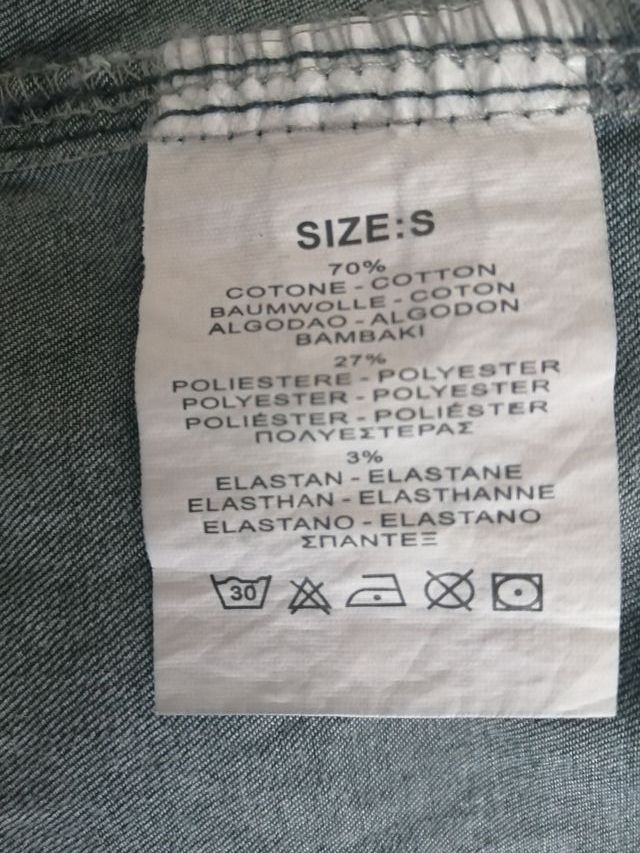 SIZE:S
70%
COTONE - COTTON
BAUMWOLLE - COTON
ALGODAO - ALGODON
BAMBAKI
27%
POLIESTERE - POLYESTER
POLYESTER - POLYESTER
POLIÉSTER - POLIÉSTER
ΠΟΛΥΕΣΤΕΡΑΣ
3%
ELASTAN - ELASTANE
ELASTHAN - ELASTHANNE
ELASTANO - ELASTANO
ΣΠΑΝΤΕΞ
30